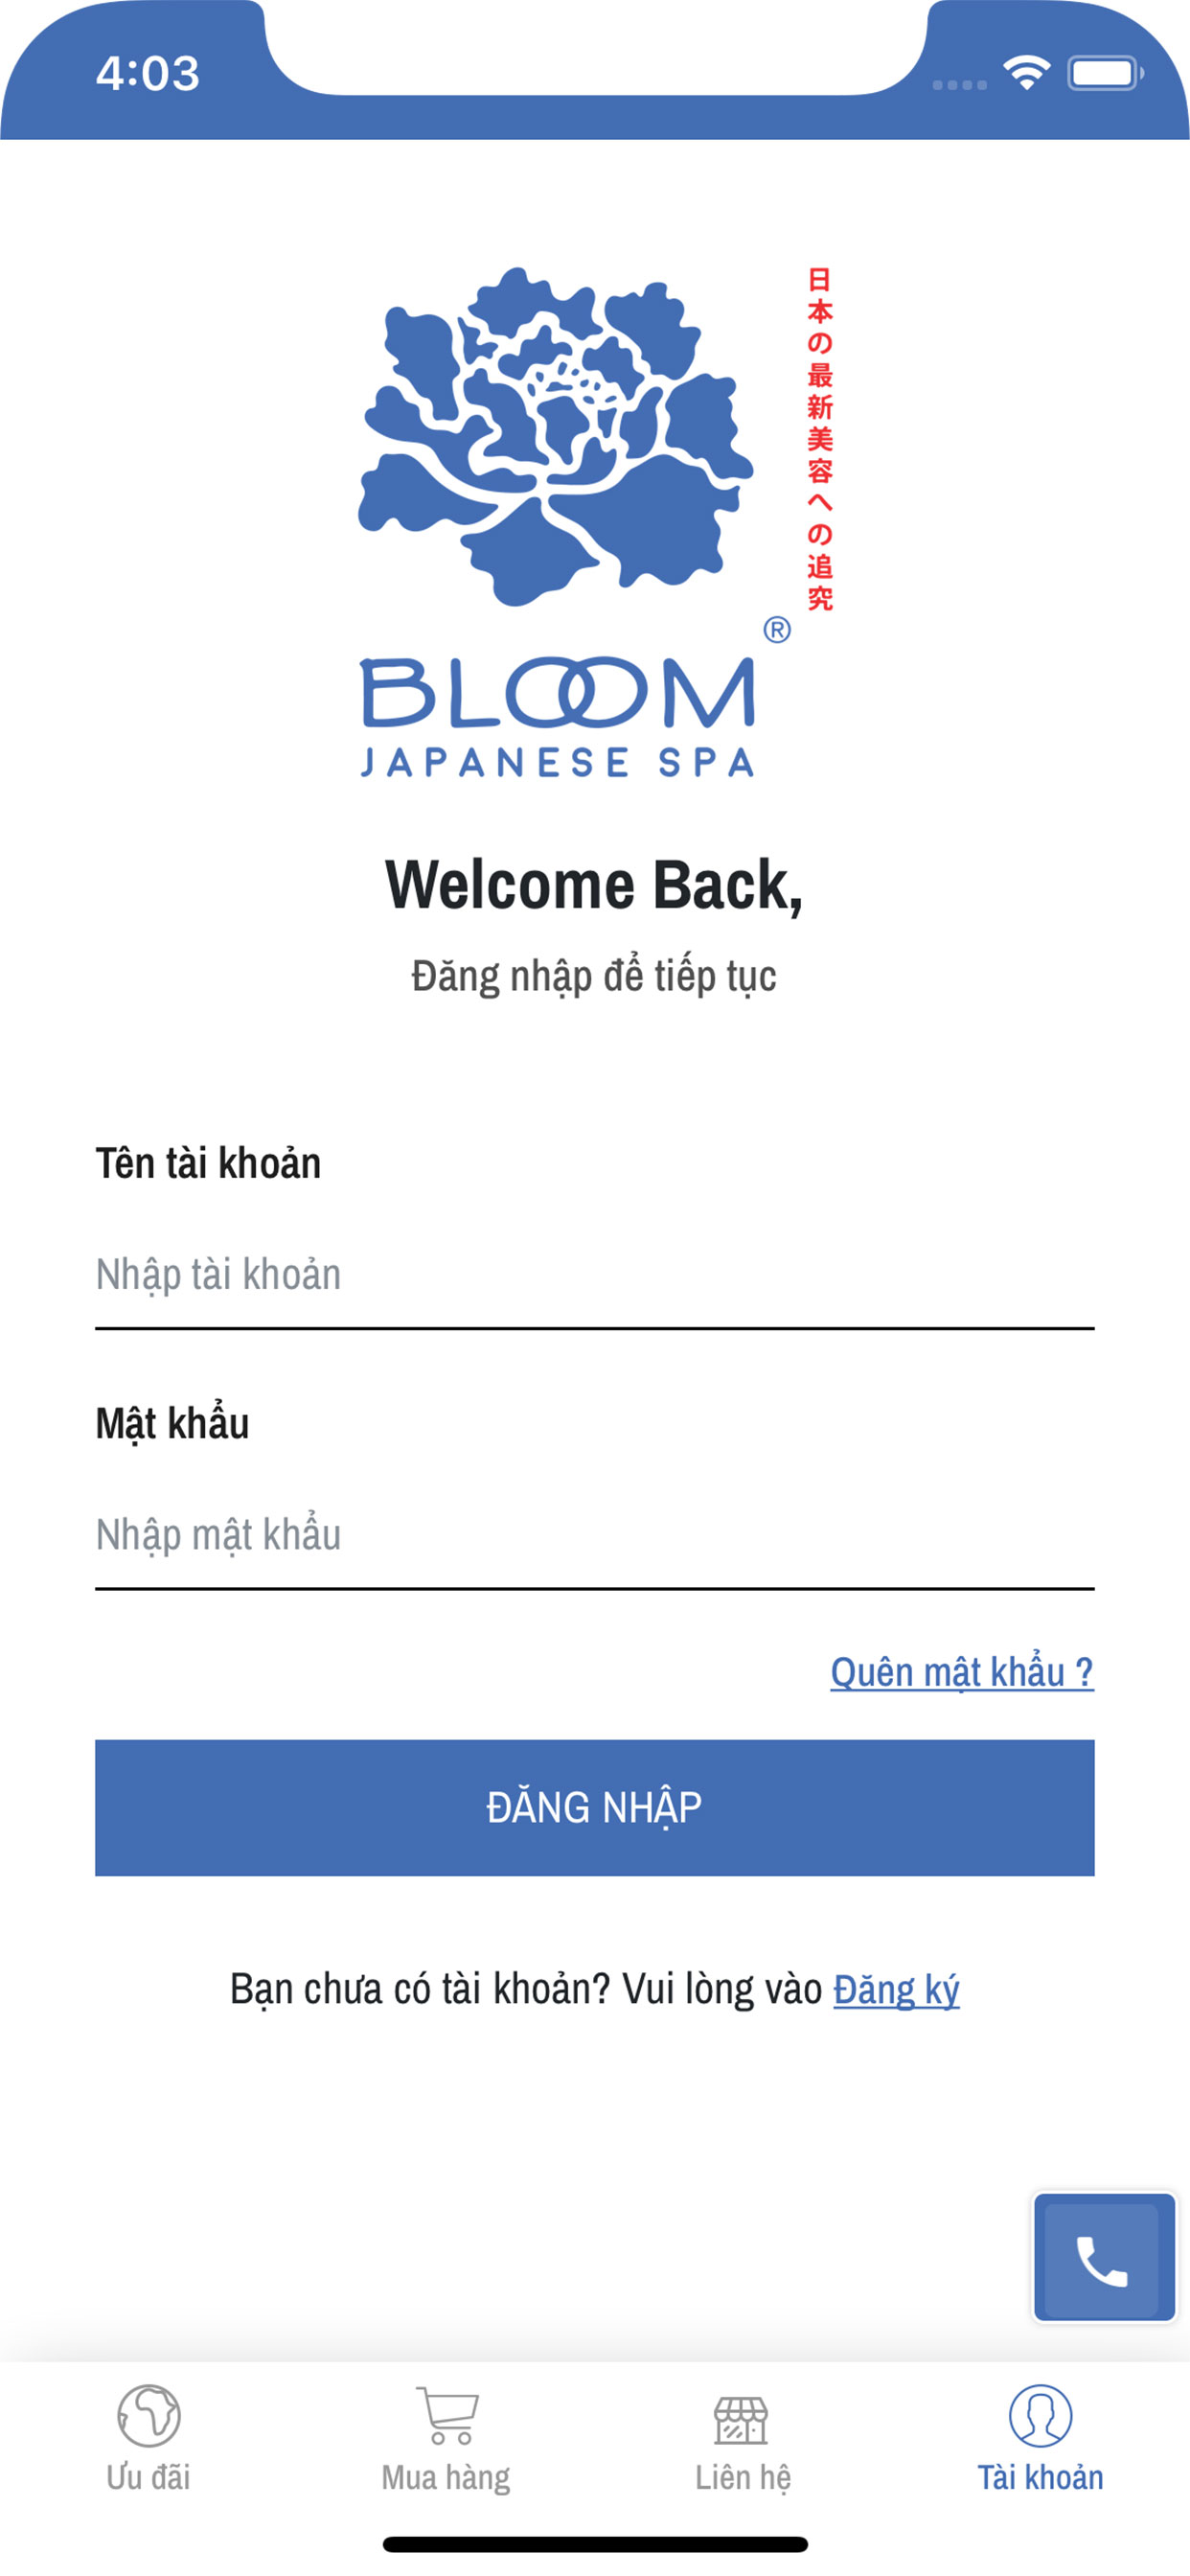 4:03
日本の最新美容への追究
®
BLOOM
JAPANESE SPA
Welcome Back,
Đăng nhập để tiếp tục
Tên tài khoản
Nhập tài khoản
Mật khẩu
Nhập mật khẩu
Quên mật khẩu ?
ĐĂNG NHẬP
Bạn chưa có tài khoản? Vui lòng vào Đăng ký
Ưu đãi
Mua hàng
Liên hệ
Tài khoản